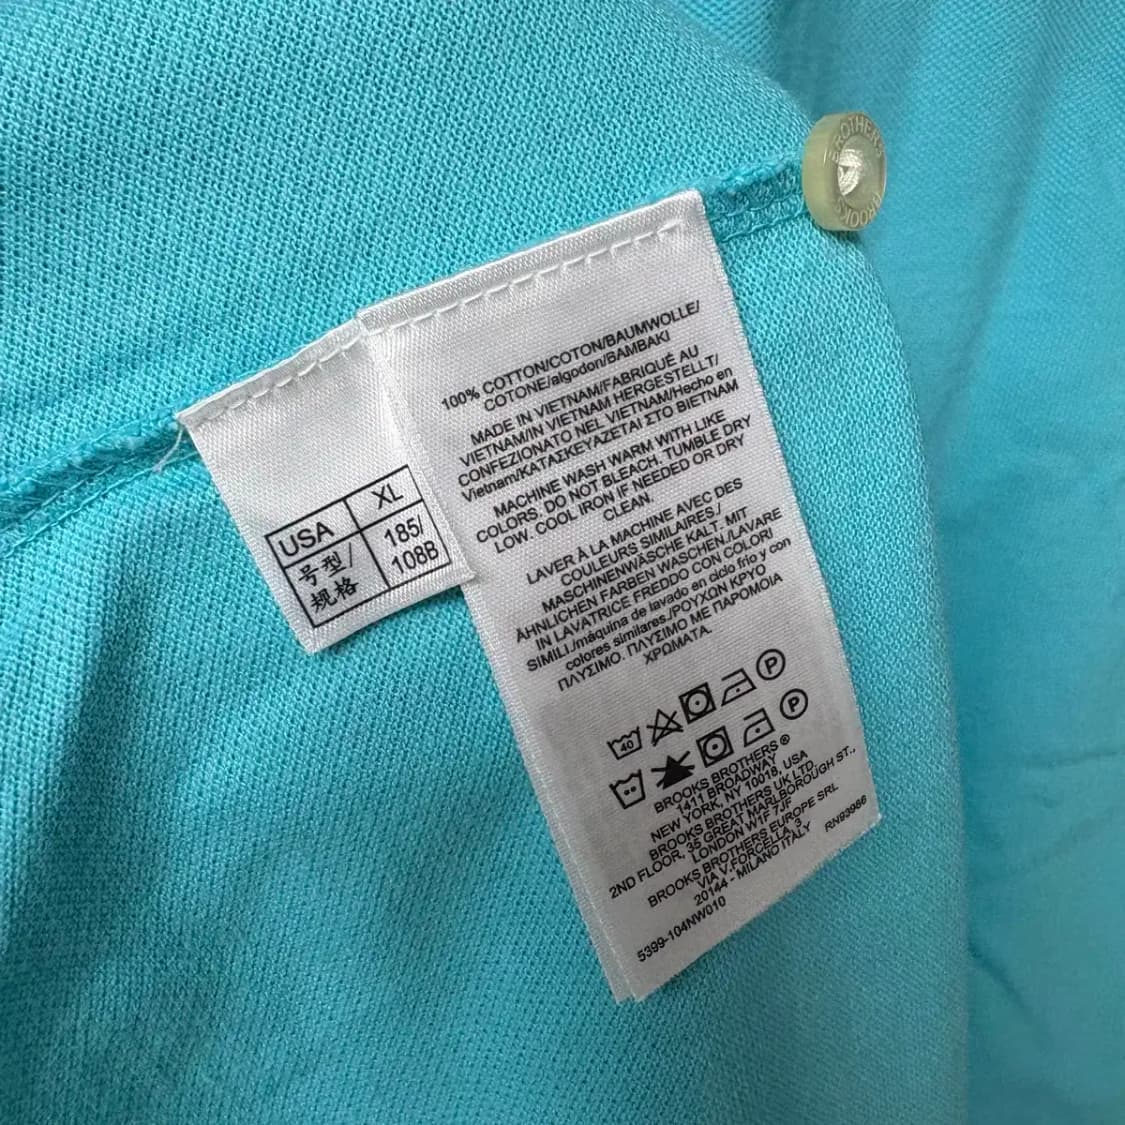 BROOKS BROTHERS
USA XL
号型/规格 185/108B
100% COTTON/COTON/BAUMWOLLE/
COTONE/algodon/ΒΑΜΒΑΚΙ
MADE IN VIETNAM/FABRIQUÉ AU
VIETNAM/IN VIETNAM HERGESTELLT/
CONFEZIONATO NEL VIETNAM/Hecho en
Vietnam/ΚΑΤΑΣΚΕΥΑΖΕΤΑΙ ΣΤΟ ΒΙΕΤΝΑΜ
MACHINE WASH WARM WITH LIKE
COLORS. DO NOT BLEACH. TUMBLE DRY
LOW. COOL IRON IF NEEDED OR DRY
CLEAN.
LAVER À LA MACHINE AVEC DES
COULEURS SIMILAIRES./
MASCHINENWÄSCHE KALT. MIT
ÄHNLICHEN FARBEN WASCHEN/LAVARE
IN LAVATRICE FREDDO CON COLORI
SIMILI./máquina de lavado en ciclo frio y con
colores similares./ΡΟΥΧΩΝ ΚΡΥΟ
ΠΛΥΣΙΜΟ. ΠΛΥΣΙΜΟ ΜΕ ΠΑΡΟΜΟΙΑ
ΧΡΩΜΑΤΑ.
40 P
P
BROOKS BROTHERS ®
1411 BROADWAY
NEW YORK, NY 10018, USA
BROOKS BROTHERS UK LTD.
2ND FLOOR, 35 GREAT MARLBOROUGH ST.,
LONDON W1F 7JF
BROOKS BROTHERS EUROPE SRL
VIA V.FORCELLA 3
20144 - MILANO ITALY RN93986
5399-104NW010